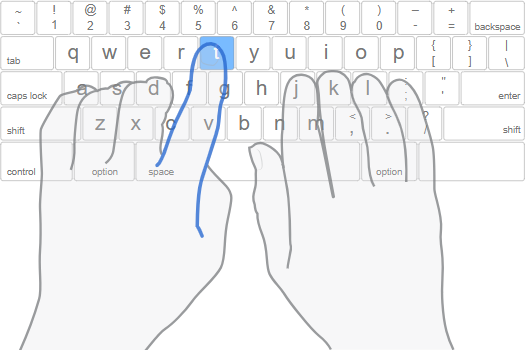 ~ ! @ # $ % ^ & * ( ) – +
` 1 2 3 4 5 6 7 8 9 0 - = backspace
tab q w e r t y u i o p { [ } ] | \
caps lock a s d f g h j k l : ; " ' enter
shift z x c v b n m < , > . ? / shift
control option space option